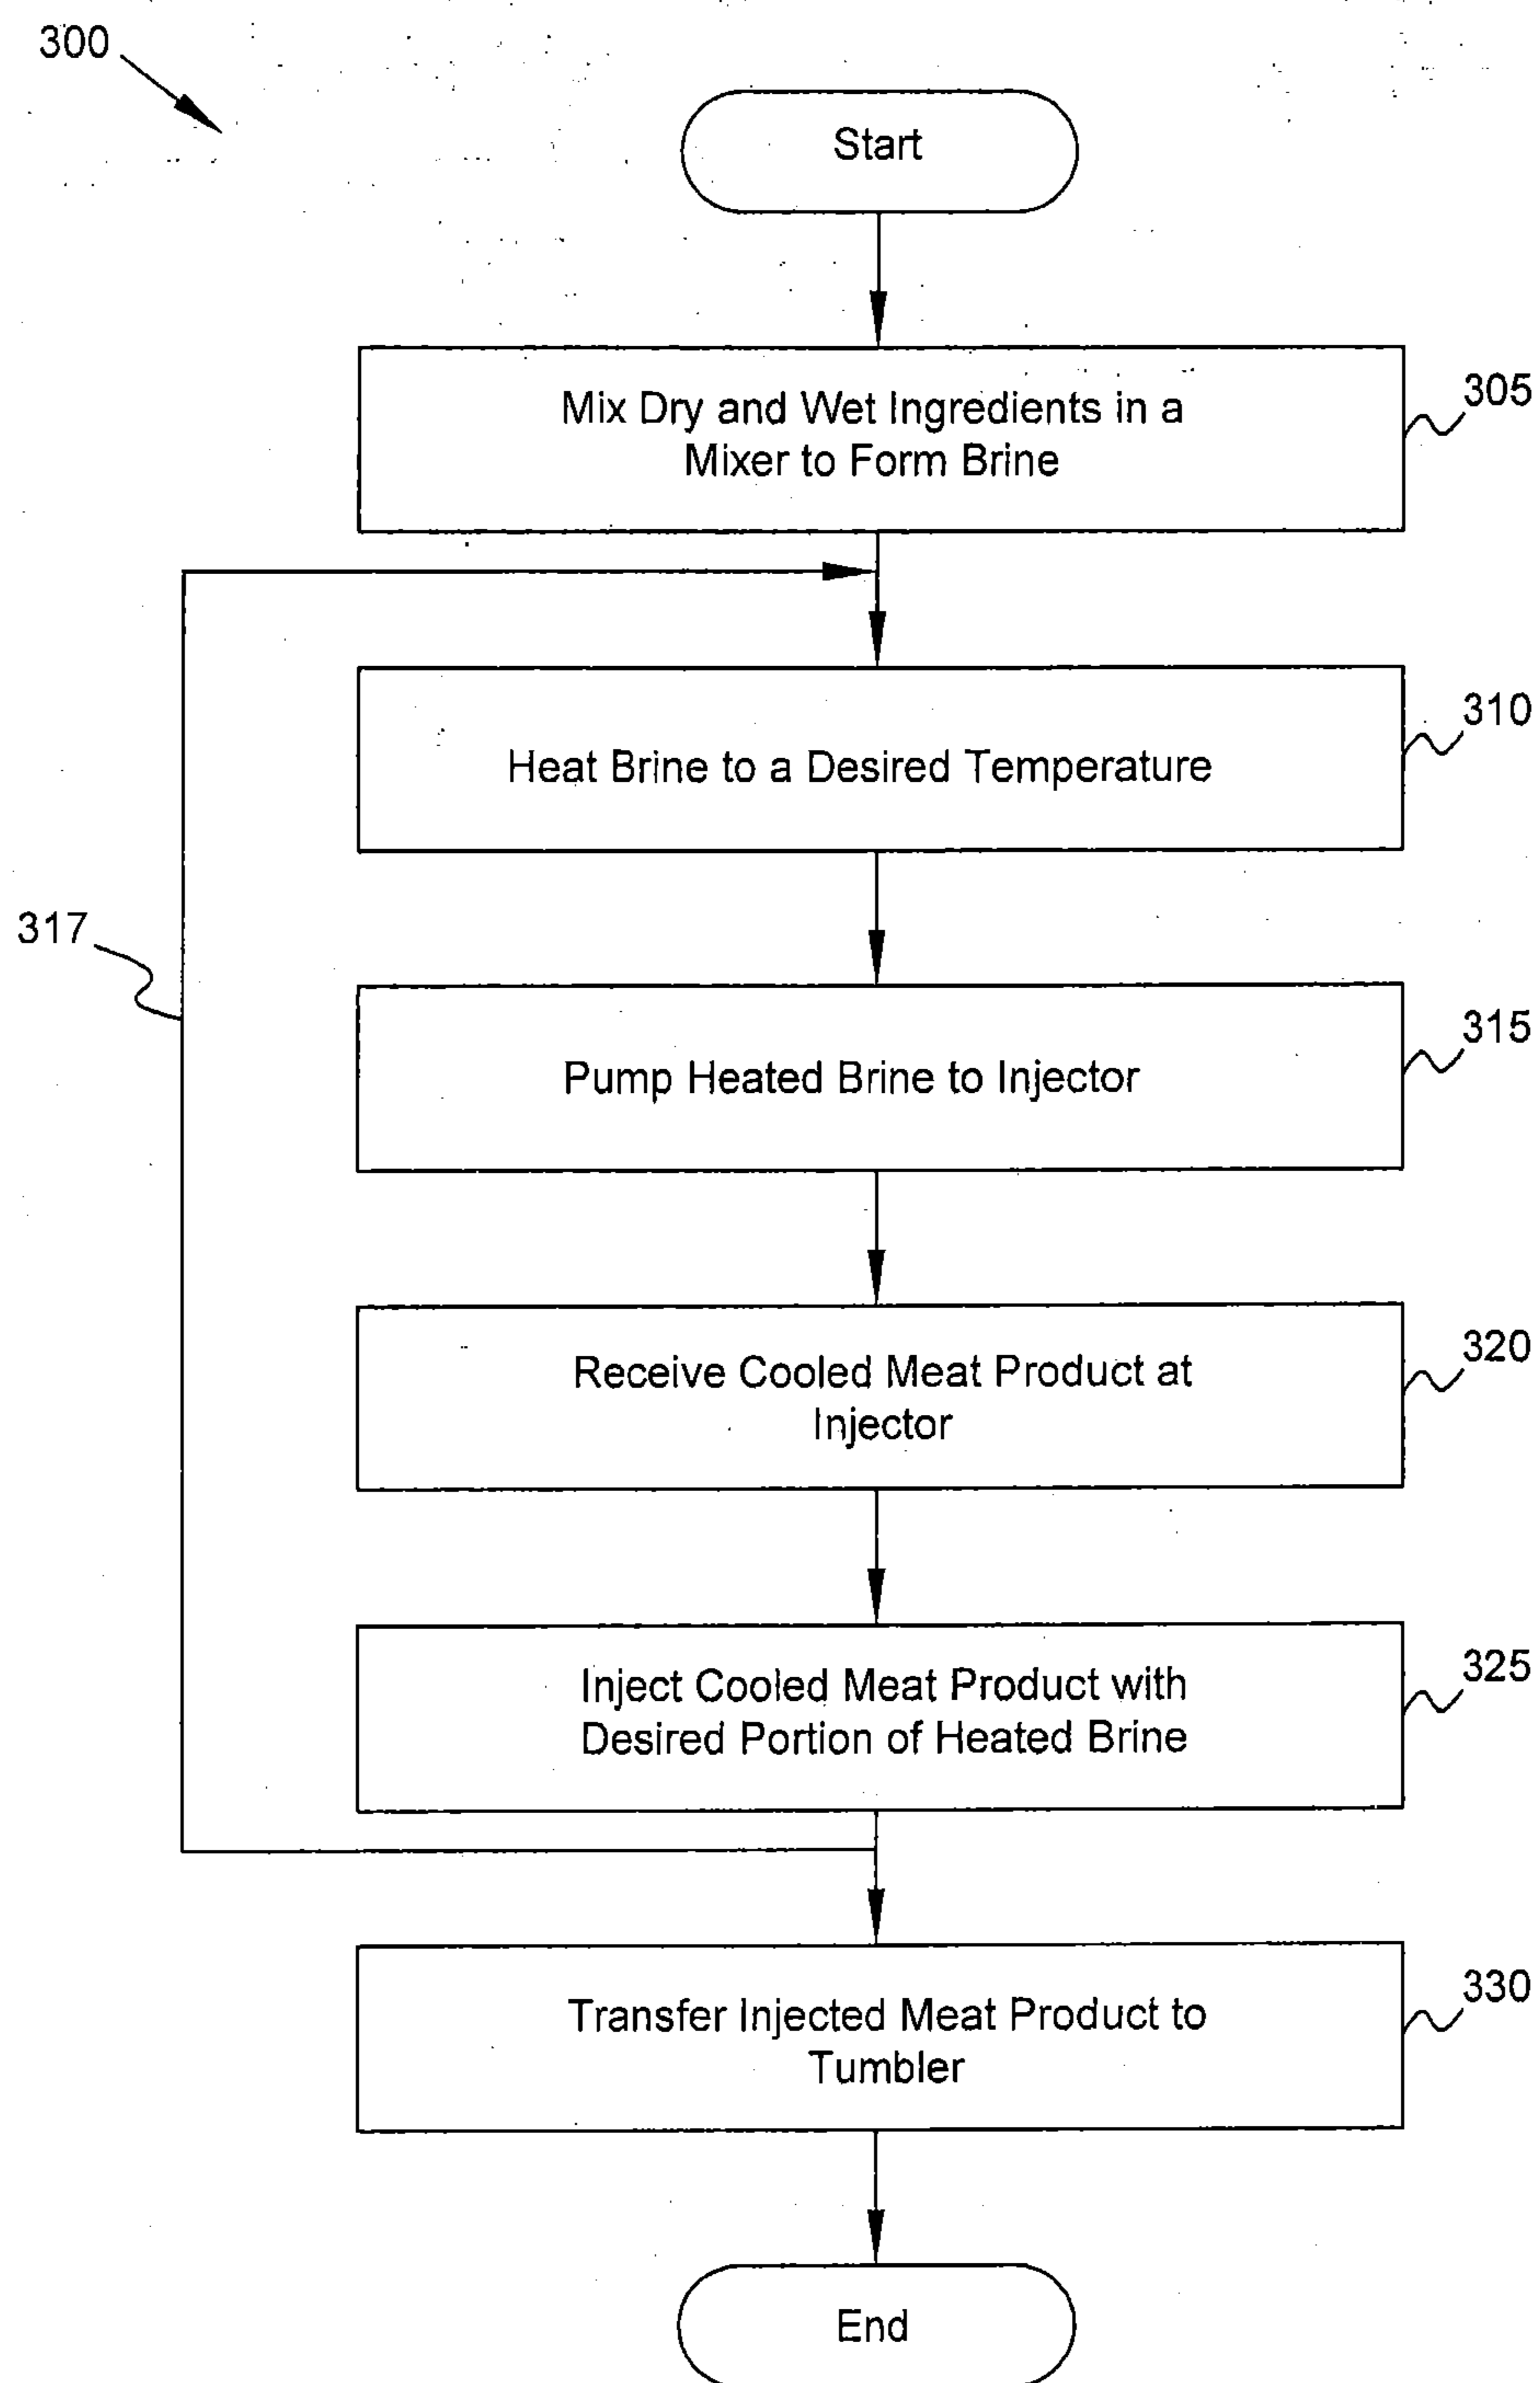 300
Start
Mix Dry and Wet Ingredients in a
Mixer to Form Brine
305
Heat Brine to a Desired Temperature
310
317
Pump Heated Brine to Injector
315
Receive Cooled Meat Product at
Injector
320
Inject Cooled Meat Product with
Desired Portion of Heated Brine
325
Transfer Injected Meat Product to
Tumbler
330
End